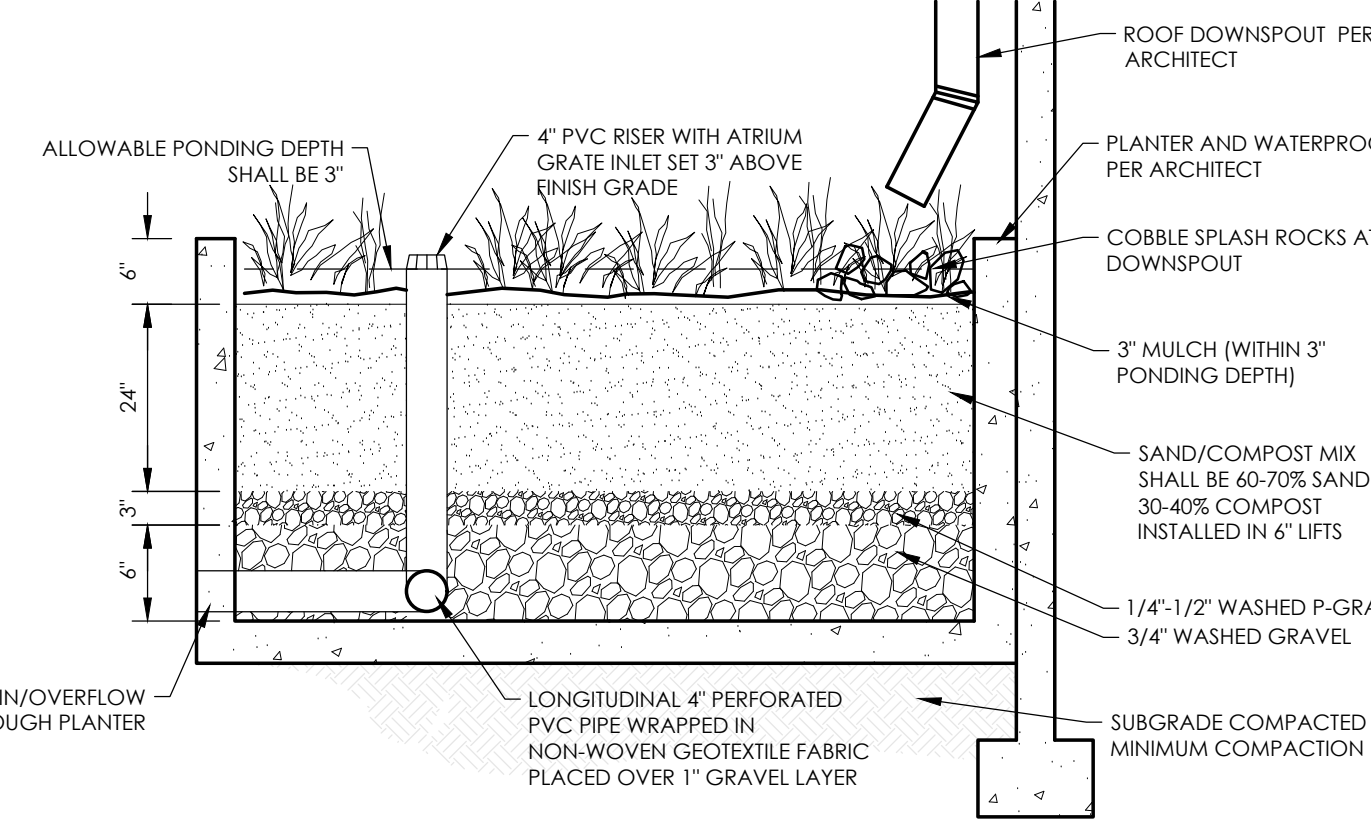 ROOF DOWNSPOUT PER
ARCHITECT
ALLOWABLE PONDING DEPTH
SHALL BE 3"
4" PVC RISER WITH ATRIUM
GRATE INLET SET 3" ABOVE
FINISH GRADE
PLANTER AND
PER ARCHITECT
COBBLE SPLASH ROCKS AT
DOWNSPOUT
6"
24"
3"
6"
3" MULCH (WITHIN 3"
PONDING DEPTH)
SAND/COMPOST MIX
SHALL BE 60-70% SAND
30-40% COMPOST
INSTALLED IN 6" LIFTS
1/4"-1/2" WASHED
3/4" WASHED GRAVEL
IN/OVERFLOW
PLANTER
LONGITUDINAL 4" PERFORATED
PVC PIPE WRAPPED IN
NON-WOVEN GEOTEXTILE FABRIC
PLACED OVER 1" GRAVEL LAYER
SUBGRADE COMPACTED
MINIMUM COMPACTION